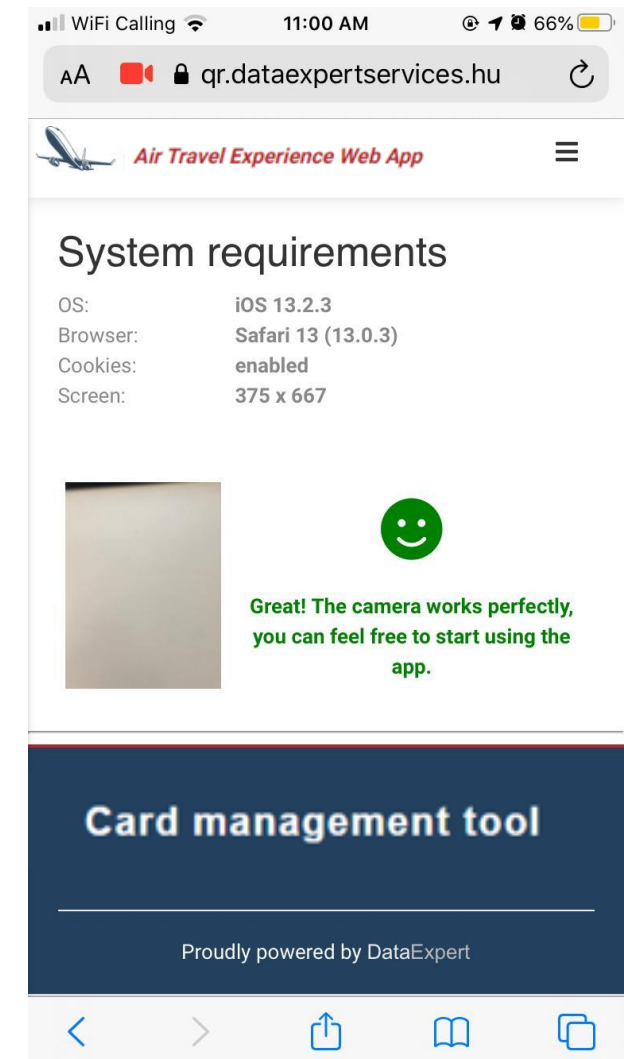 WiFi Calling 11:00 AM 66%
AA qr.dataexpertservices.hu
Air Travel Experience Web App
System requirements
OS: iOS 13.2.3
Browser: Safari 13 (13.0.3)
Cookies: enabled
Screen: 375 x 667
Great! The camera works perfectly,
you can feel free to start using the
app.
Card management tool
Proudly powered by DataExpert